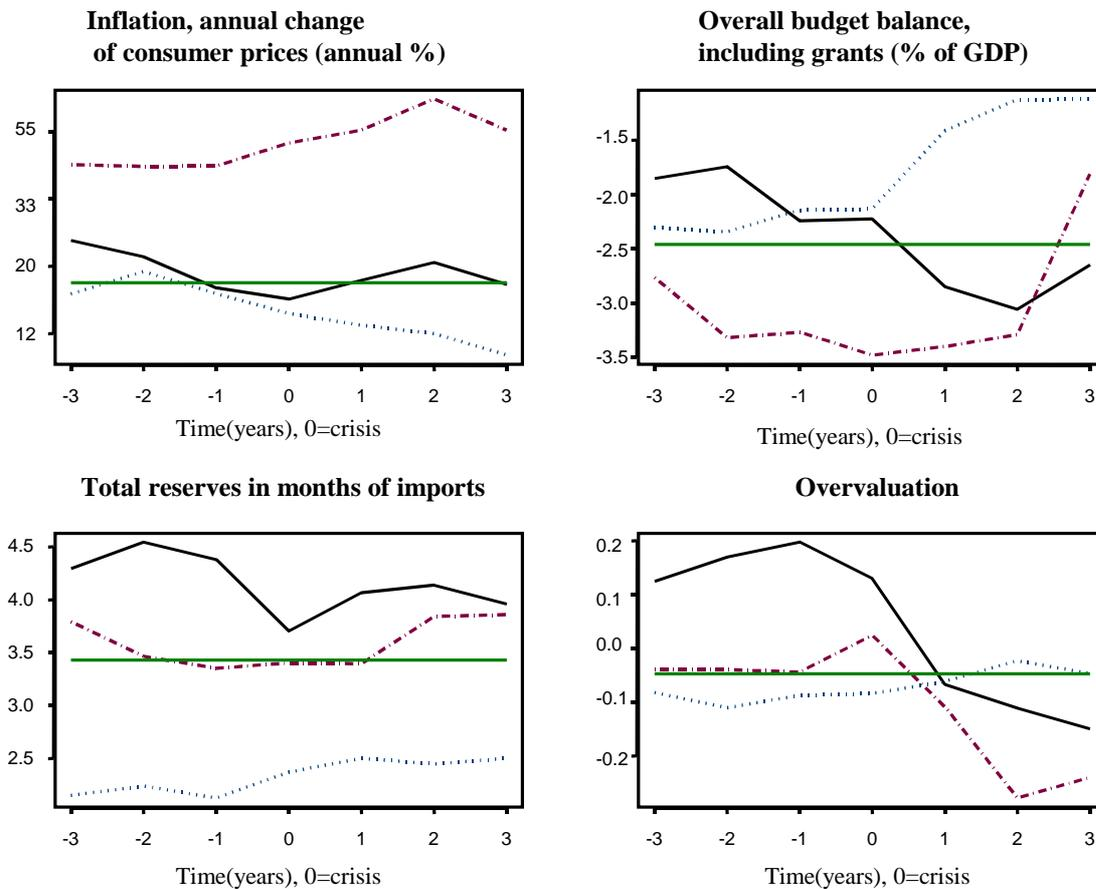 Inflation, annual change
of consumer prices (annual %)
55
33
20
12
-3 -2 -1 0 1 2 3
Time(years), 0=crisis
Overall budget balance,
including grants (% of GDP)
-1.5
-2.0
-2.5
-3.0
-3.5
-3 -2 -1 0 1 2 3
Time(years), 0=crisis
Total reserves in months of imports
4.5
4.0
3.5
3.0
2.5
-3 -2 -1 0 1 2 3
Time(years), 0=crisis
Overvaluation
0.2
0.1
0.0
-0.1
-0.2
-3 -2 -1 0 1 2 3
Time(years), 0=crisis